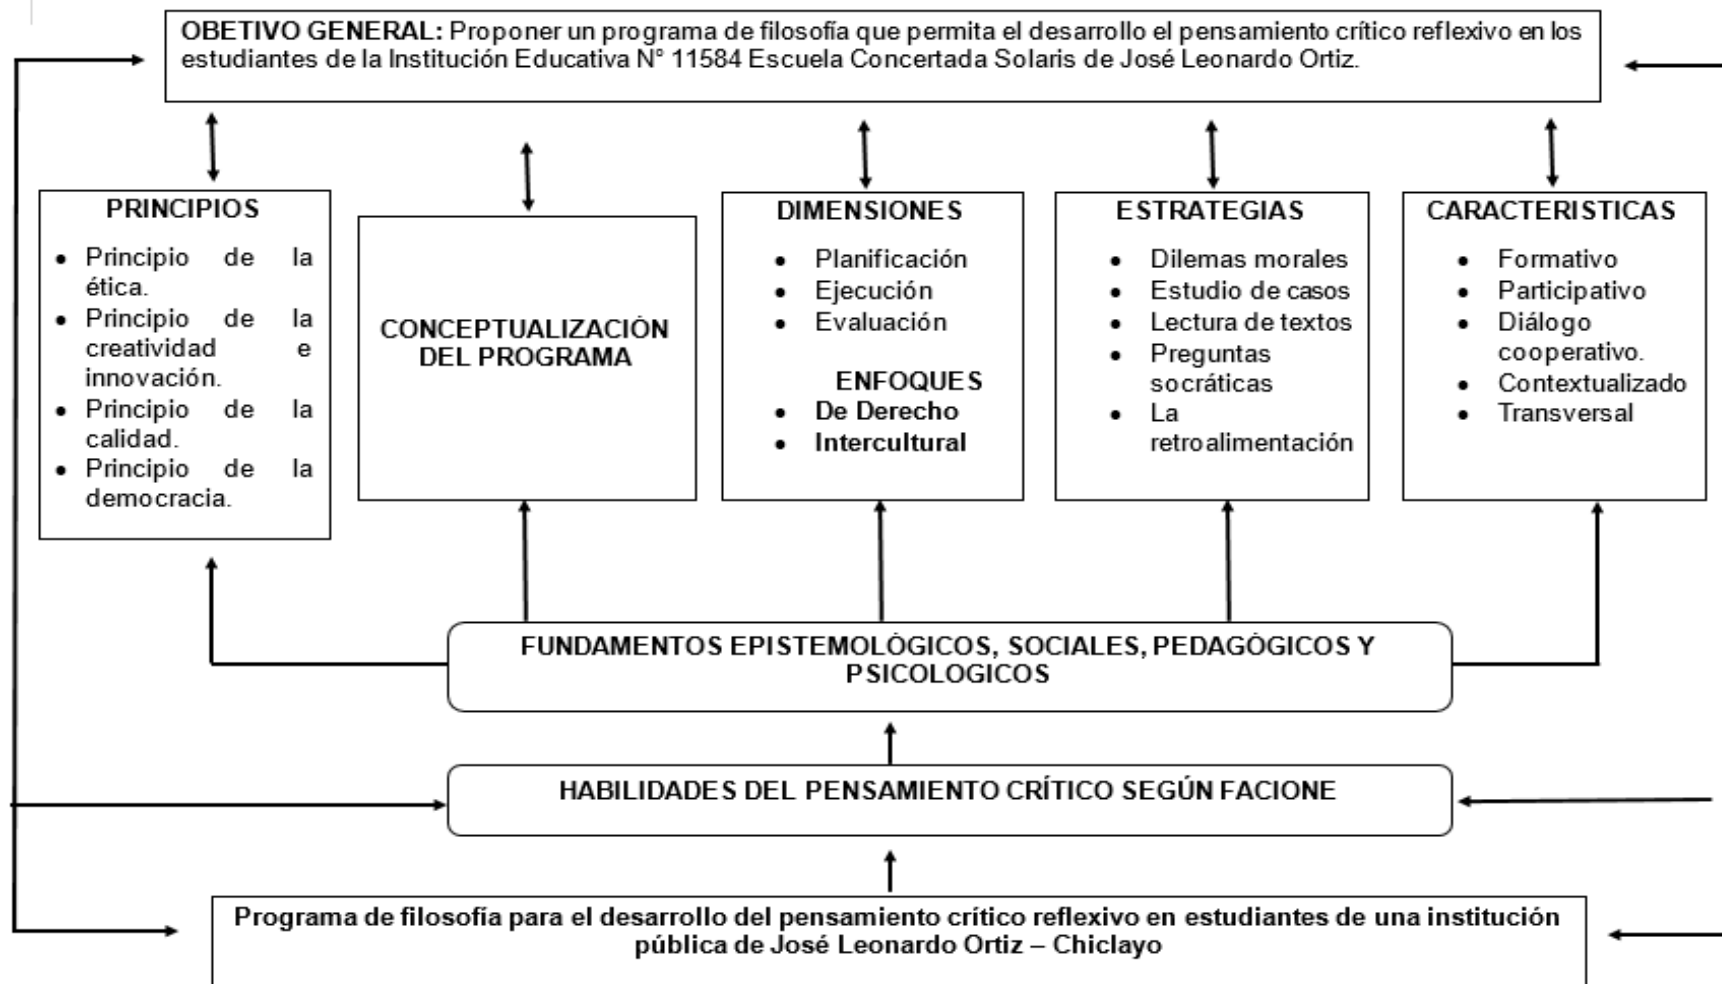 OBETIVO GENERAL: Proponer un programa de filosofía que permita el desarrollo el pensamiento crítico reflexivo en los
estudiantes de la Institución Educativa N° 11584 Escuela Concertada Solaris de José Leonardo Ortiz.
PRINCIPIOS
• Principio de la
ética.
• Principio de la
creatividad e
innovación.
• Principio de la
calidad.
• Principio de la
democracia.
CONCEPTUALIZACIÓN
DEL PROGRAMA
DIMENSIONES
• Planificación
• Ejecución
• Evaluación
ENFOQUES
• De Derecho
• Intercultural
ESTRATEGIAS
• Dilemas morales
• Estudio de casos
• Lectura de textos
• Preguntas
socráticas
• La
retroalimentación
CARACTERISTICAS
• Formativo
• Participativo
• Diálogo
cooperativo.
• Contextualizado
• Transversal
FUNDAMENTOS EPISTEMOLÓGICOS, SOCIALES, PEDAGÓGICOS Y
PSICOLOGICOS
HABILIDADES DEL PENSAMIENTO CRÍTICO SEGÚN FACIONE
Programa de filosofía para el desarrollo del pensamiento crítico reflexivo en estudiantes de una institución
pública de José Leonardo Ortiz – Chiclayo